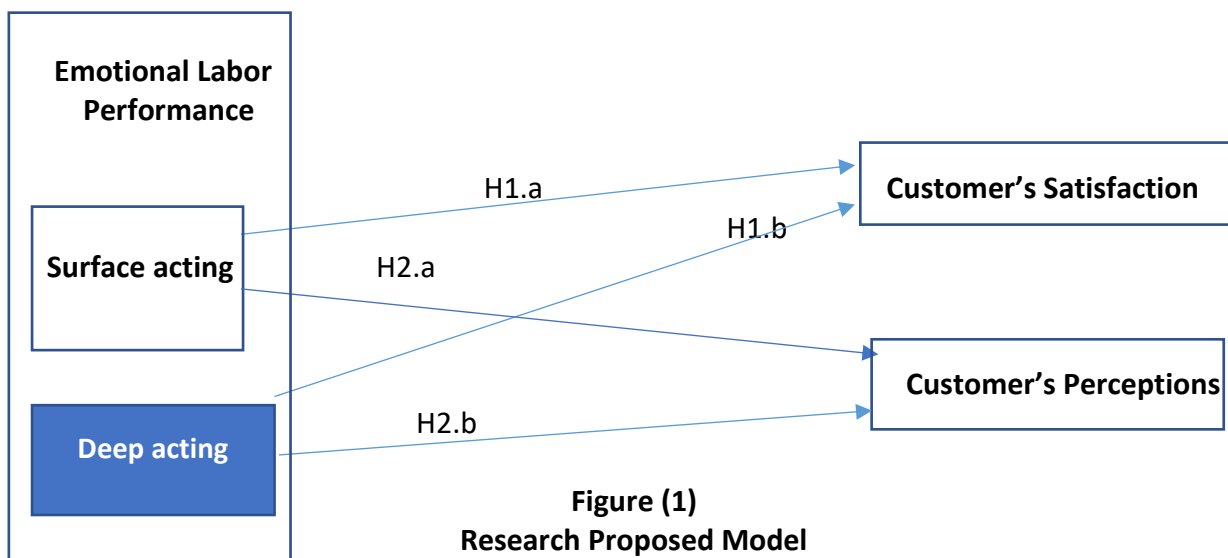 Emotional Labor
Performance
H1.a
Customer’s Satisfaction
H1.b
Surface acting
H2.a
Customer’s Perceptions
H2.b
Deep acting
Figure (1)
Research Proposed Model